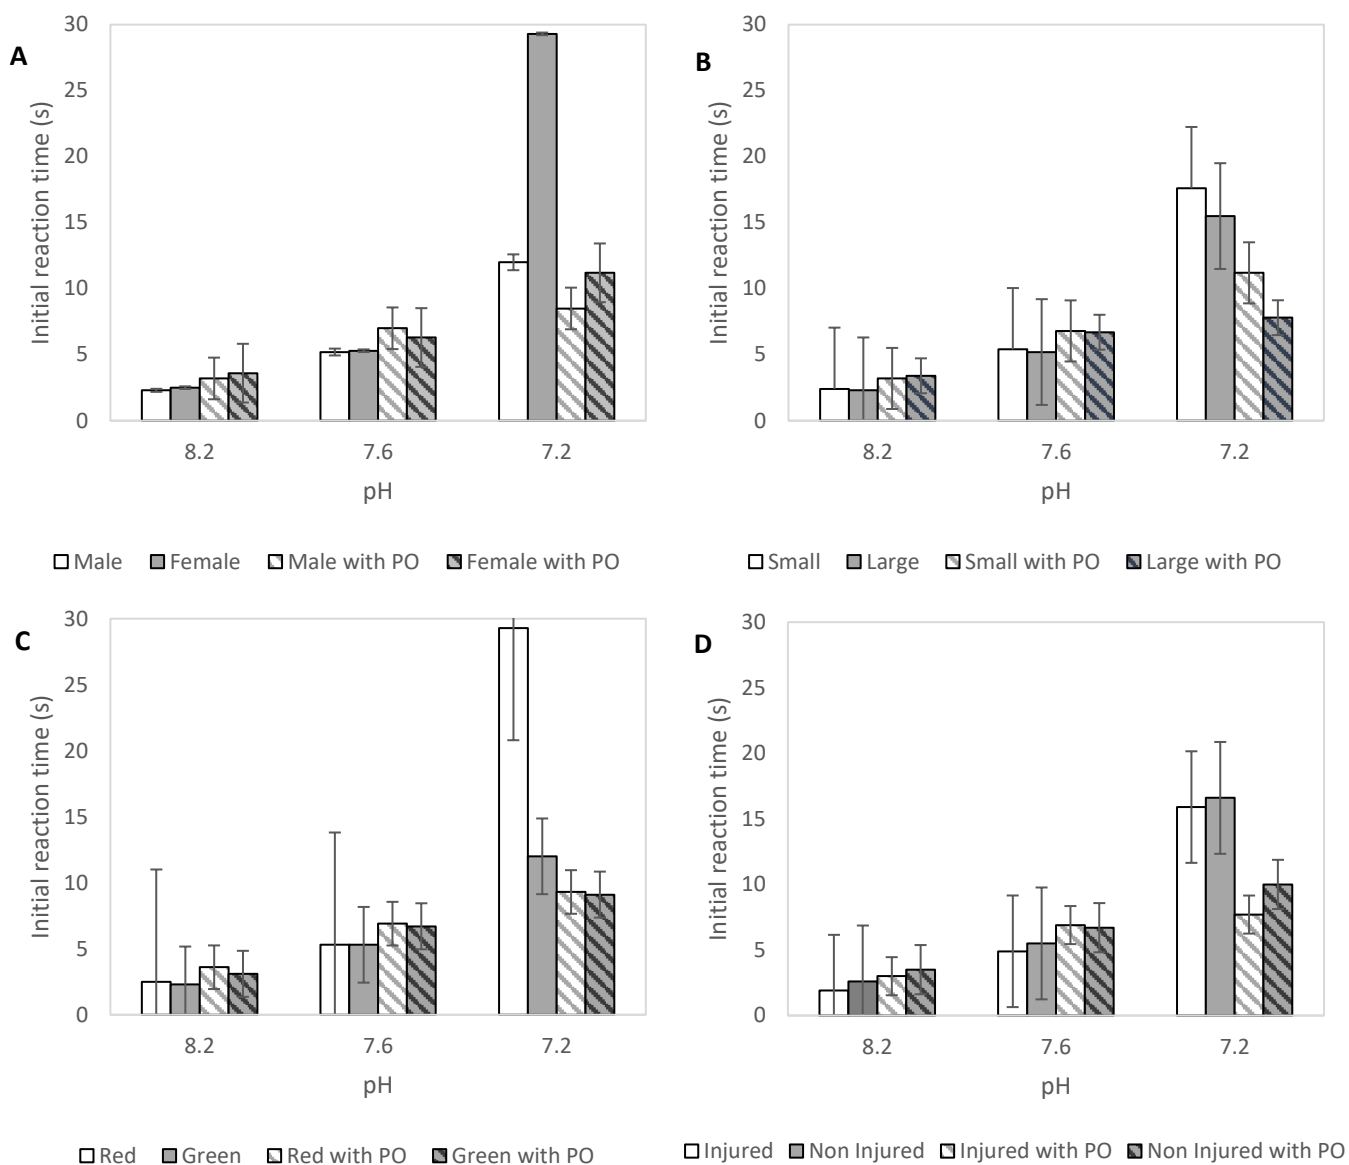 A
Initial reaction time (s)
30
25
20
15
10
5
0
8.2 7.6 7.2
pH
Male Female Male with PO Female with PO
B
Initial reaction time (s)
30
25
20
15
10
5
0
8.2 7.6 7.2
pH
Small Large Small with PO Large with PO
C
Initial reaction time (s)
30
25
20
15
10
5
0
8.2 7.6 7.2
pH
Red Green Red with PO Green with PO
D
Initial reaction time (s)
30
25
20
15
10
5
0
8.2 7.6 7.2
pH
Injured Non Injured Injured with PO Non Injured with PO